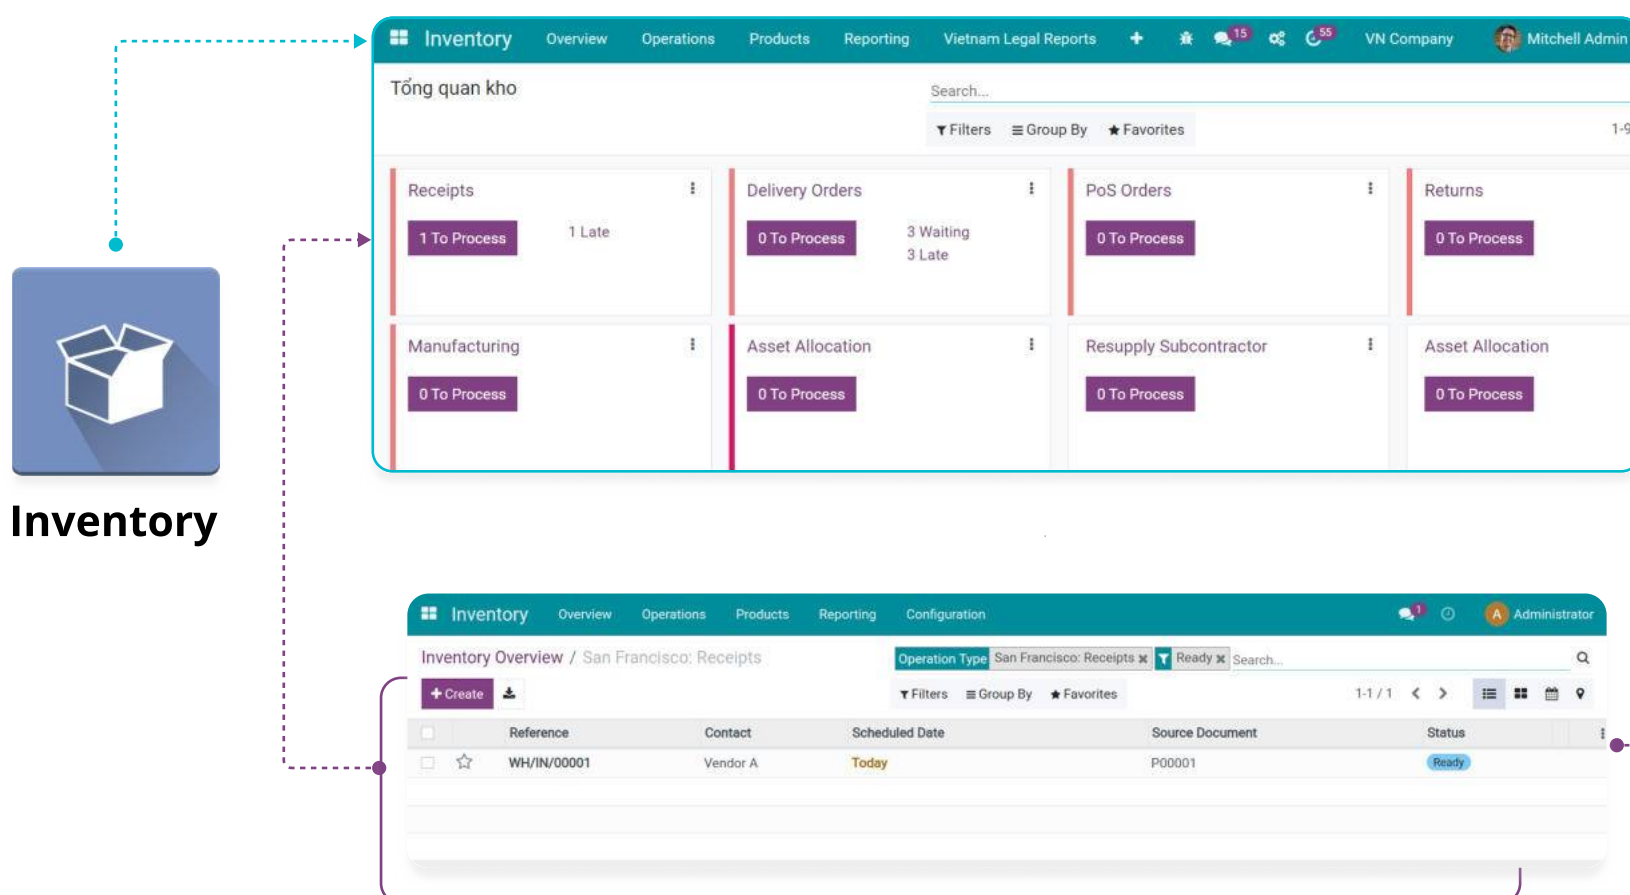 Inventory Overview Operations Products Reporting Vietnam Legal Reports 15 55 VN Company Mitchell Admin
Tổng quan kho
Search...
Filters Group By Favorites
1-9
Receipts
1 To Process 1 Late
Delivery Orders
0 To Process 3 Waiting
3 Late
PoS Orders
0 To Process
Returns
0 To Process
Manufacturing
0 To Process
Asset Allocation
0 To Process
Resupply Subcontractor
0 To Process
Asset Allocation
0 To Process
Inventory
Inventory Overview Operations Products Reporting Configuration 1 A Administrator
Inventory Overview / San Francisco: Receipts
Operation Type San Francisco: Receipts Ready Search...
Create
Filters Group By Favorites 1-1 / 1
Reference Contact Scheduled Date Source Document Status
WH/IN/00001 Vendor A Today P00001 Ready